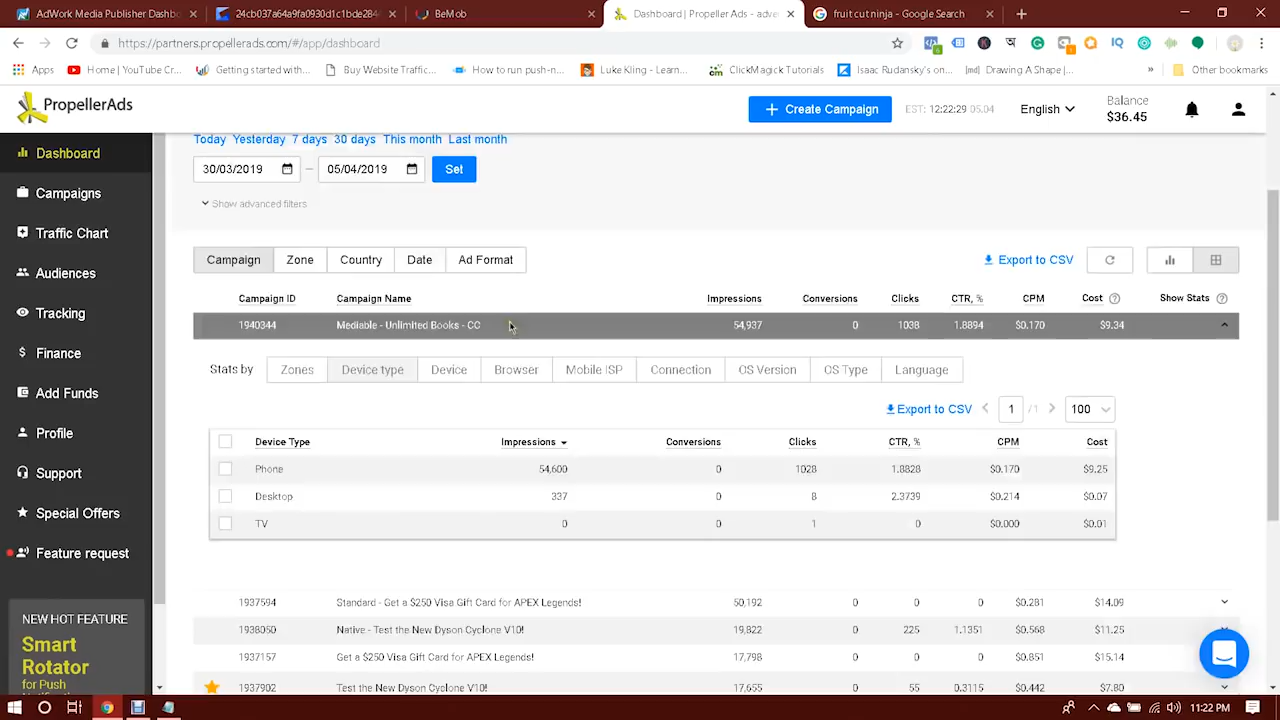 AdWork Media Publisher Dashbo
24cb037a64a9fa0930d1c1bde284
BeMob
Dashboard | Propeller Ads - adve
fruit cut ninja - Google Search
https://partners.propellerads.com/#/app/dashboard
Apps
Home | YouTube Cr...
Getting started with...
Buy Website Traffic...
How to run push-n...
Luke Kling - Learn...
ClickMagick Tutorials
Isaac Rudansky's on...
Drawing A Shape |...
Other bookmarks
PropellerAds
Create Campaign
EST: 12:22:29 05.04
English
Balance
$36.45
Dashboard
Campaigns
Traffic Chart
Audiences
Tracking
Finance
Add Funds
Profile
Support
Special Offers
Feature request
NEW HOT FEATURE
Smart
Rotator
for Push
Today Yesterday 7 days 30 days This month Last month
30/03/2019 – 05/04/2019 Set
Show advanced filters
Campaign Zone Country Date Ad Format
Export to CSV
Campaign ID Campaign Name Impressions Conversions Clicks CTR, % CPM Cost Show Stats
1940344 Mediable - Unlimited Books - CC 54,937 0 1038 1.8894 $0.170 $9.34
Stats by Zones Device type Device Browser Mobile ISP Connection OS Version OS Type Language
Export to CSV 1 /1 100
Device Type Impressions Conversions Clicks CTR, % CPM Cost
Phone 54,600 0 1028 1.8828 $0.170 $9.25
Desktop 337 0 8 2.3739 $0.214 $0.07
TV 0 0 1 0 $0.000 $0.01
1937594 Standard - Get a $250 Visa Gift Card for APEX Legends! 50,192 0 0 0 $0.281 $14.09
1938050 Native - Test the New Dyson Cyclone V10! 19,822 0 225 1.1351 $0.568 $11.25
1937157 Get a $250 Visa Gift Card for APEX Legends! 17,798 0 0 0 $0.851 $15.14
1937902 Test the New Dyson Cyclone V10! 17,655 0 55 0.3115 $0.442 $7.80
11:22 PM